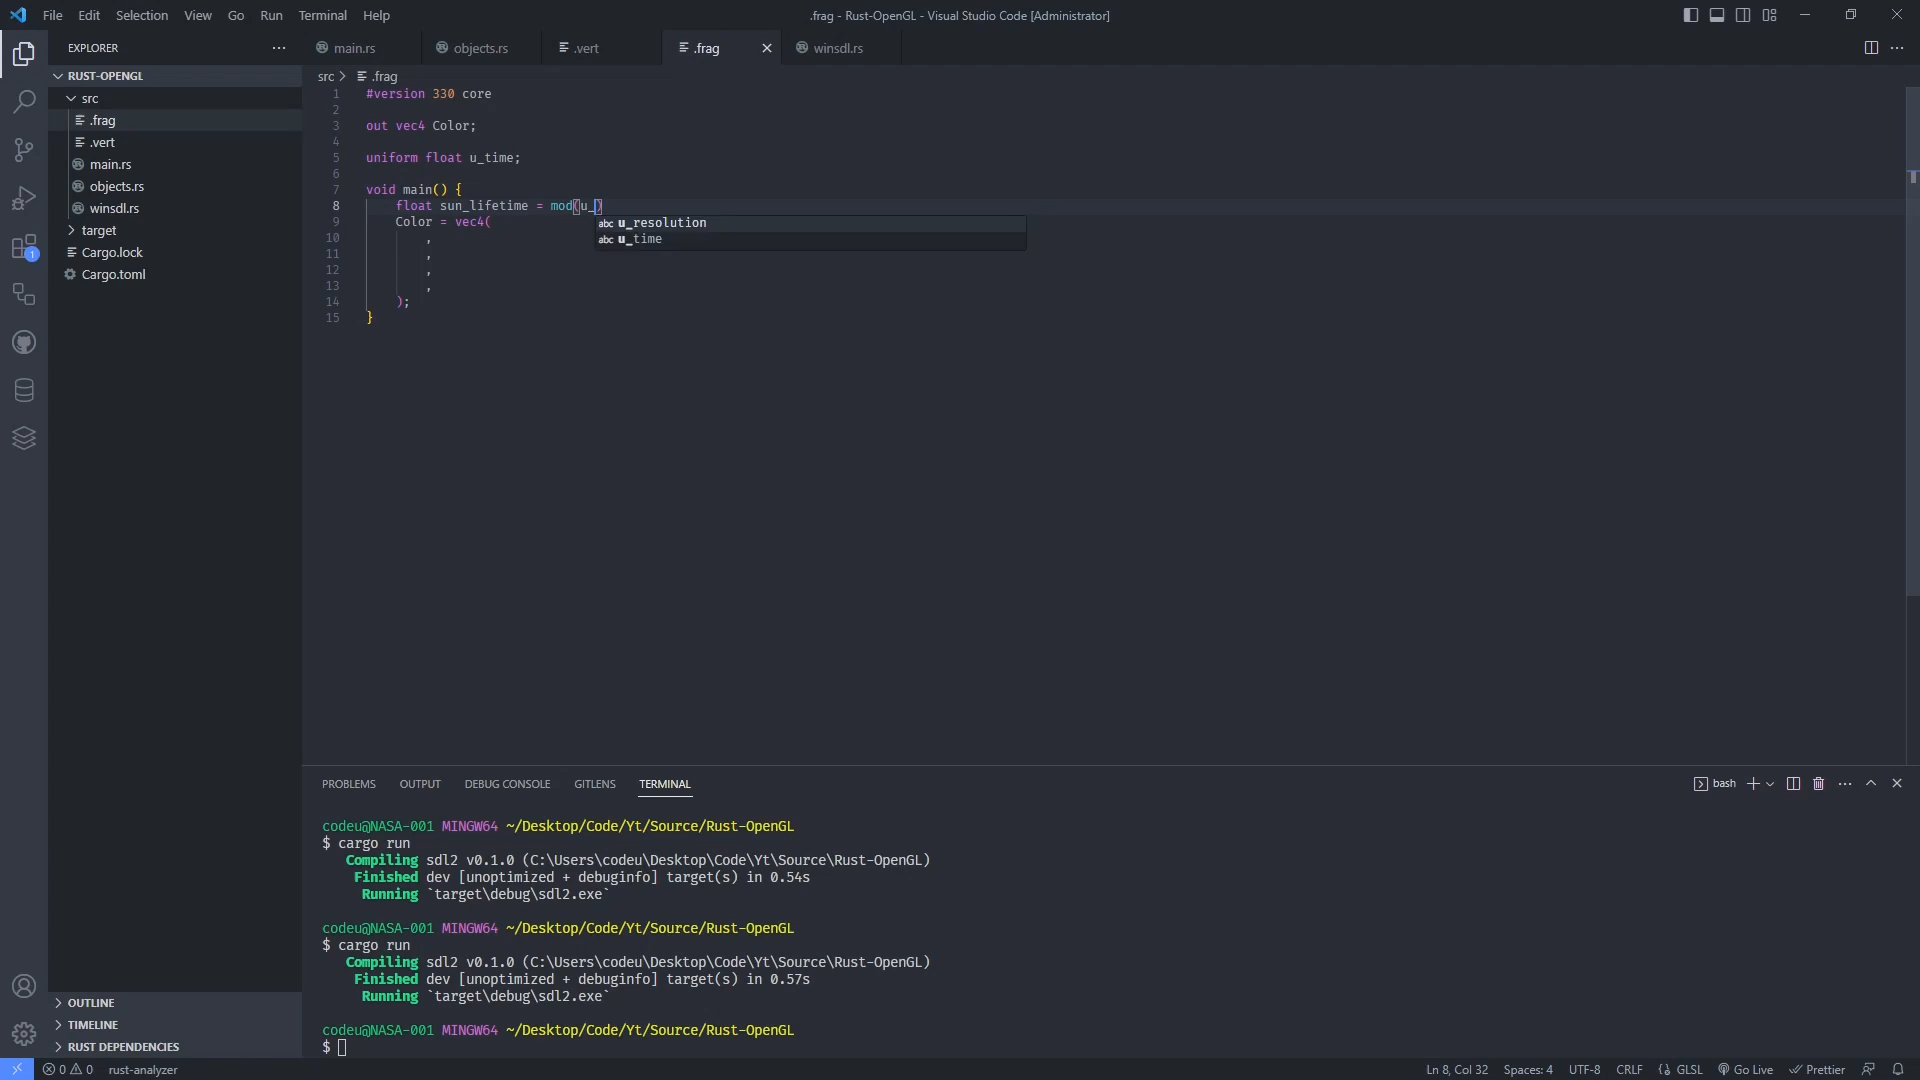 File Edit Selection View Go Run Terminal Help
.frag - Rust-OpenGL - Visual Studio Code [Administrator]
EXPLORER
RUST-OPENGL
src
.frag
.vert
main.rs
objects.rs
winsdl.rs
target
Cargo.lock
Cargo.toml
1
OUTLINE
TIMELINE
RUST DEPENDENCIES
main.rs objects.rs .vert .frag winsdl.rs
src > .frag
1 #version 330 core
2
3 out vec4 Color;
4
5 uniform float u_time;
6
7 void main() {
8 float sun_lifetime = mod(u_)
9 Color = vec4(
10 ,
11 ,
12 ,
13 ,
14 );
15 }
abc u_resolution
abc u_time
PROBLEMS OUTPUT DEBUG CONSOLE GITLENS TERMINAL
bash
codeu@NASA-001 MINGW64 ~/Desktop/Code/Yt/Source/Rust-OpenGL
$ cargo run
Compiling sdl2 v0.1.0 (C:\Users\codeu\Desktop\Code\Yt\Source\Rust-OpenGL)
Finished dev [unoptimized + debuginfo] target(s) in 0.54s
Running `target\debug\sdl2.exe`
codeu@NASA-001 MINGW64 ~/Desktop/Code/Yt/Source/Rust-OpenGL
$ cargo run
Compiling sdl2 v0.1.0 (C:\Users\codeu\Desktop\Code\Yt\Source\Rust-OpenGL)
Finished dev [unoptimized + debuginfo] target(s) in 0.57s
Running `target\debug\sdl2.exe`
codeu@NASA-001 MINGW64 ~/Desktop/Code/Yt/Source/Rust-OpenGL
$
0 0 rust-analyzer
Ln 8, Col 32 Spaces: 4 UTF-8 CRLF GLSL Go Live Prettier